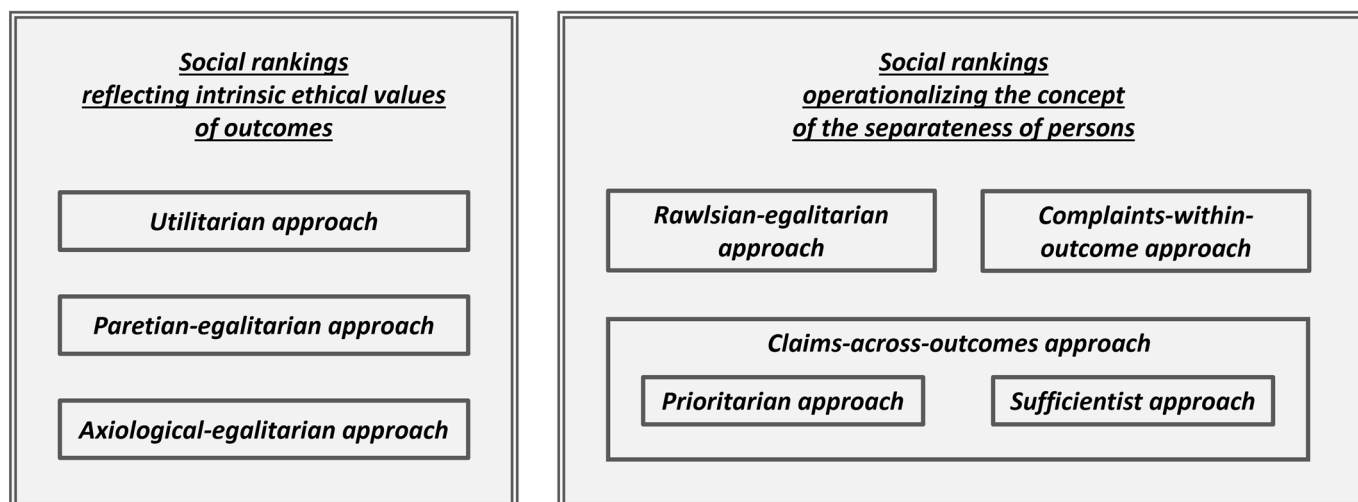 Social rankings
reflecting intrinsic ethical values
of outcomes
Utilitarian approach
Paretian-egalitarian approach
Axiological-egalitarian approach
Social rankings
operationalizing the concept
of the separateness of persons
Rawlsian-egalitarian
approach
Complaints-within-
outcome approach
Claims-across-outcomes approach
Prioritarian approach
Sufficientist approach